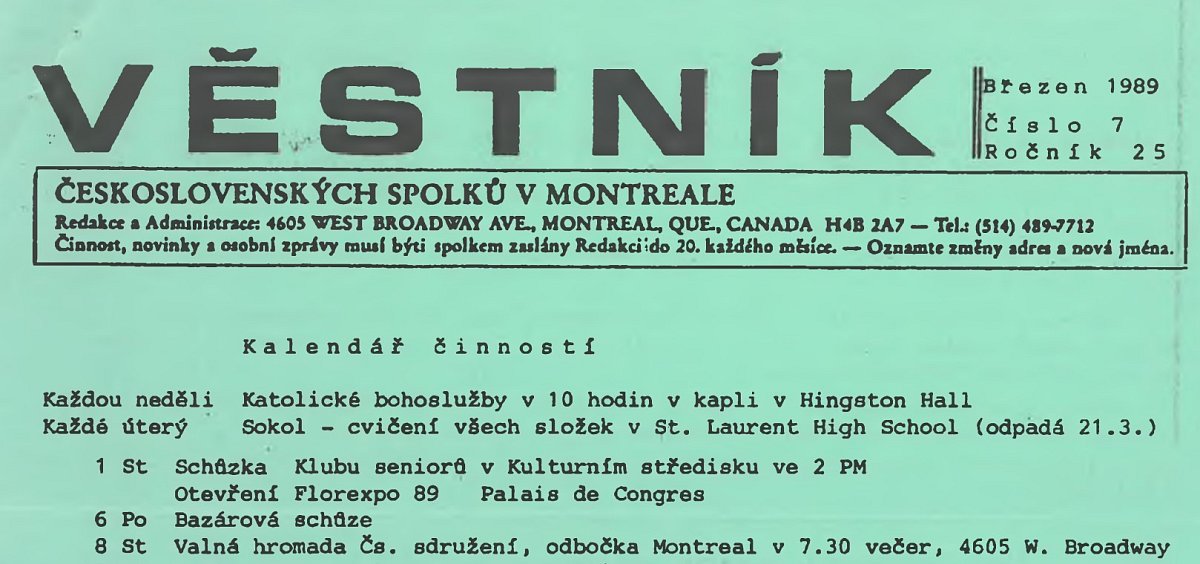 VĚSTNÍK
Březen 1989
Číslo 7
Ročník 25
ČESKOSLOVENSKÝCH SPOLKŮ V MONTREALE
Redakce a Administrace: 4605 WEST BROADWAY AVE., MONTREAL, QUE., CANADA H4B 2A7 — Tel.: (514) 489-7712
Činnost, novinky a osobní zprávy musí býti spolkem zaslány Redakci do 20. každého měsíce. — Oznamte změny adres a nová jména.
Kalendář činností
Každou neděli Katolické bohoslužby v 10 hodin v kapli v Hingston Hall
Každé úterý Sokol - cvičení všech složek v St. Laurent High School (odpadá 21.3.)
1 St Schůzka Klubu seniorů v Kulturním středisku ve 2 PM
Otevření Florexpo 89 Palais de Congres
6 Po Bazárová schůze
8 St Valná hromada Čs. sdružení, odbočka Montreal v 7.30 večer, 4605 W. Broadway